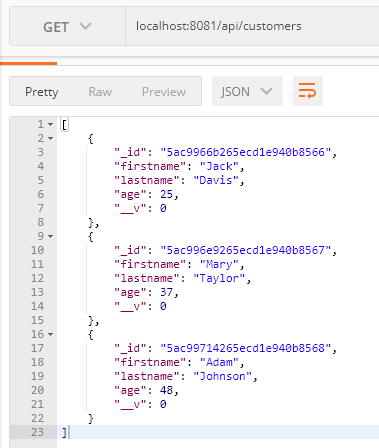 GET localhost:8081/api/customers
Pretty Raw Preview JSON
1 [
2 {
3 "_id": "5ac9966b265ecd1e940b8566",
4 "firstname": "Jack",
5 "lastname": "Davis",
6 "age": 25,
7 "__v": 0
8 },
9 {
10 "_id": "5ac996e9265ecd1e940b8567",
11 "firstname": "Mary",
12 "lastname": "Taylor",
13 "age": 37,
14 "__v": 0
15 },
16 {
17 "_id": "5ac99714265ecd1e940b8568",
18 "firstname": "Adam",
19 "lastname": "Johnson",
20 "age": 48,
21 "__v": 0
22 }
23 ]